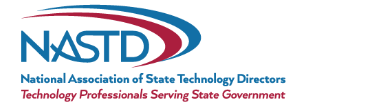 NASTD
National Association of State Technology Directors
Technology Professionals Serving State Government